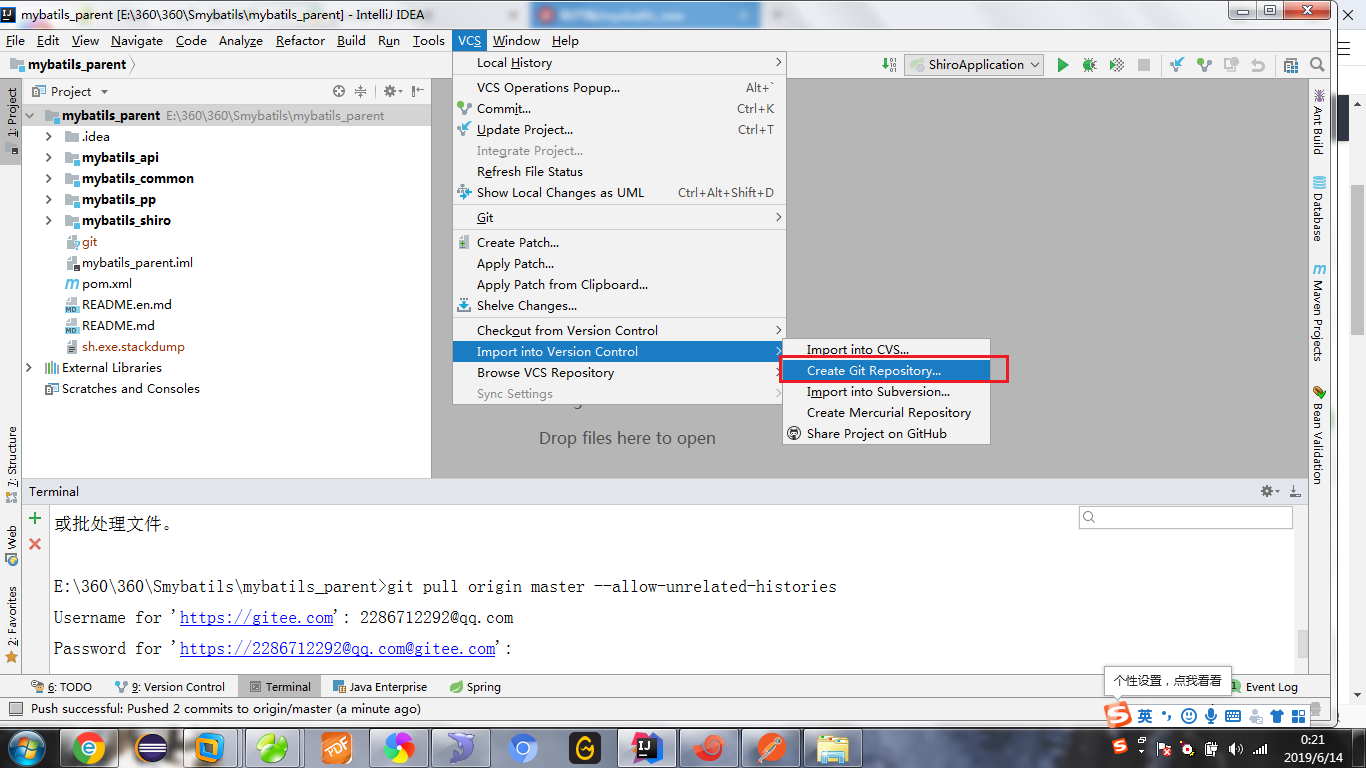 mybatils_parent [E:\360\360\Smybatils\mybatils_parent] - IntelliJ IDEA
File Edit View Navigate Code Analyze Refactor Build Run Tools VCS Window Help
mybatils_parent
ShiroApplication
Project
mybatils_parent E:\360\360\Smybatils\mybatils_parent
.idea
mybatils_api
mybatils_common
mybatils_pp
mybatils_shiro
git
mybatils_parent.iml
pom.xml
README.en.md
README.md
sh.exe.stackdump
External Libraries
Scratches and Consoles
Local History
VCS Operations Popup... Alt+`
Commit... Ctrl+K
Update Project... Ctrl+T
Integrate Project...
Refresh File Status
Show Local Changes as UML Ctrl+Alt+Shift+D
Git
Create Patch...
Apply Patch...
Apply Patch from Clipboard...
Shelve Changes...
Checkout from Version Control
Import into Version Control
Browse VCS Repository
Sync Settings
Import into CVS...
Create Git Repository...
Import into Subversion...
Create Mercurial Repository
Share Project on GitHub
Drop files here to open
1: Project
7: Structure
Web
2: Favorites
Ant Build
Database
Maven Projects
Bean Validation
Terminal
或批处理文件。
E:\360\360\Smybatils\mybatils_parent>git pull origin master --allow-unrelated-histories
Username for 'https://gitee.com': 2286712292@qq.com
Password for 'https://2286712292@qq.com@gitee.com':
6: TODO 9: Version Control Terminal Java Enterprise Spring 1 Event Log
个性设置，点我看看
Push successful: Pushed 2 commits to origin/master (a minute ago)
英
0:21
2019/6/14